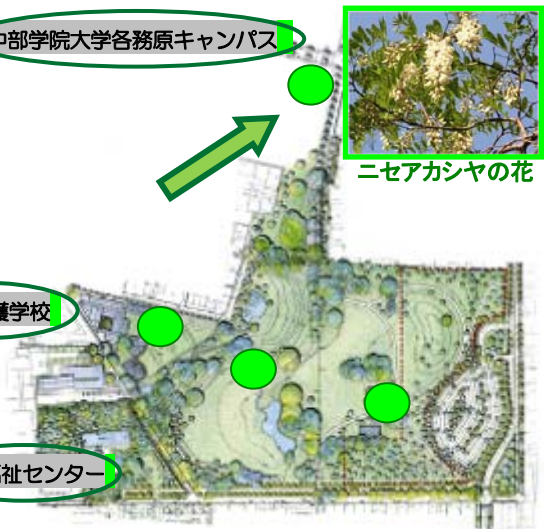 中部学院大学各務原キャンパス
ニセアカシヤの花
護学校
祉センター